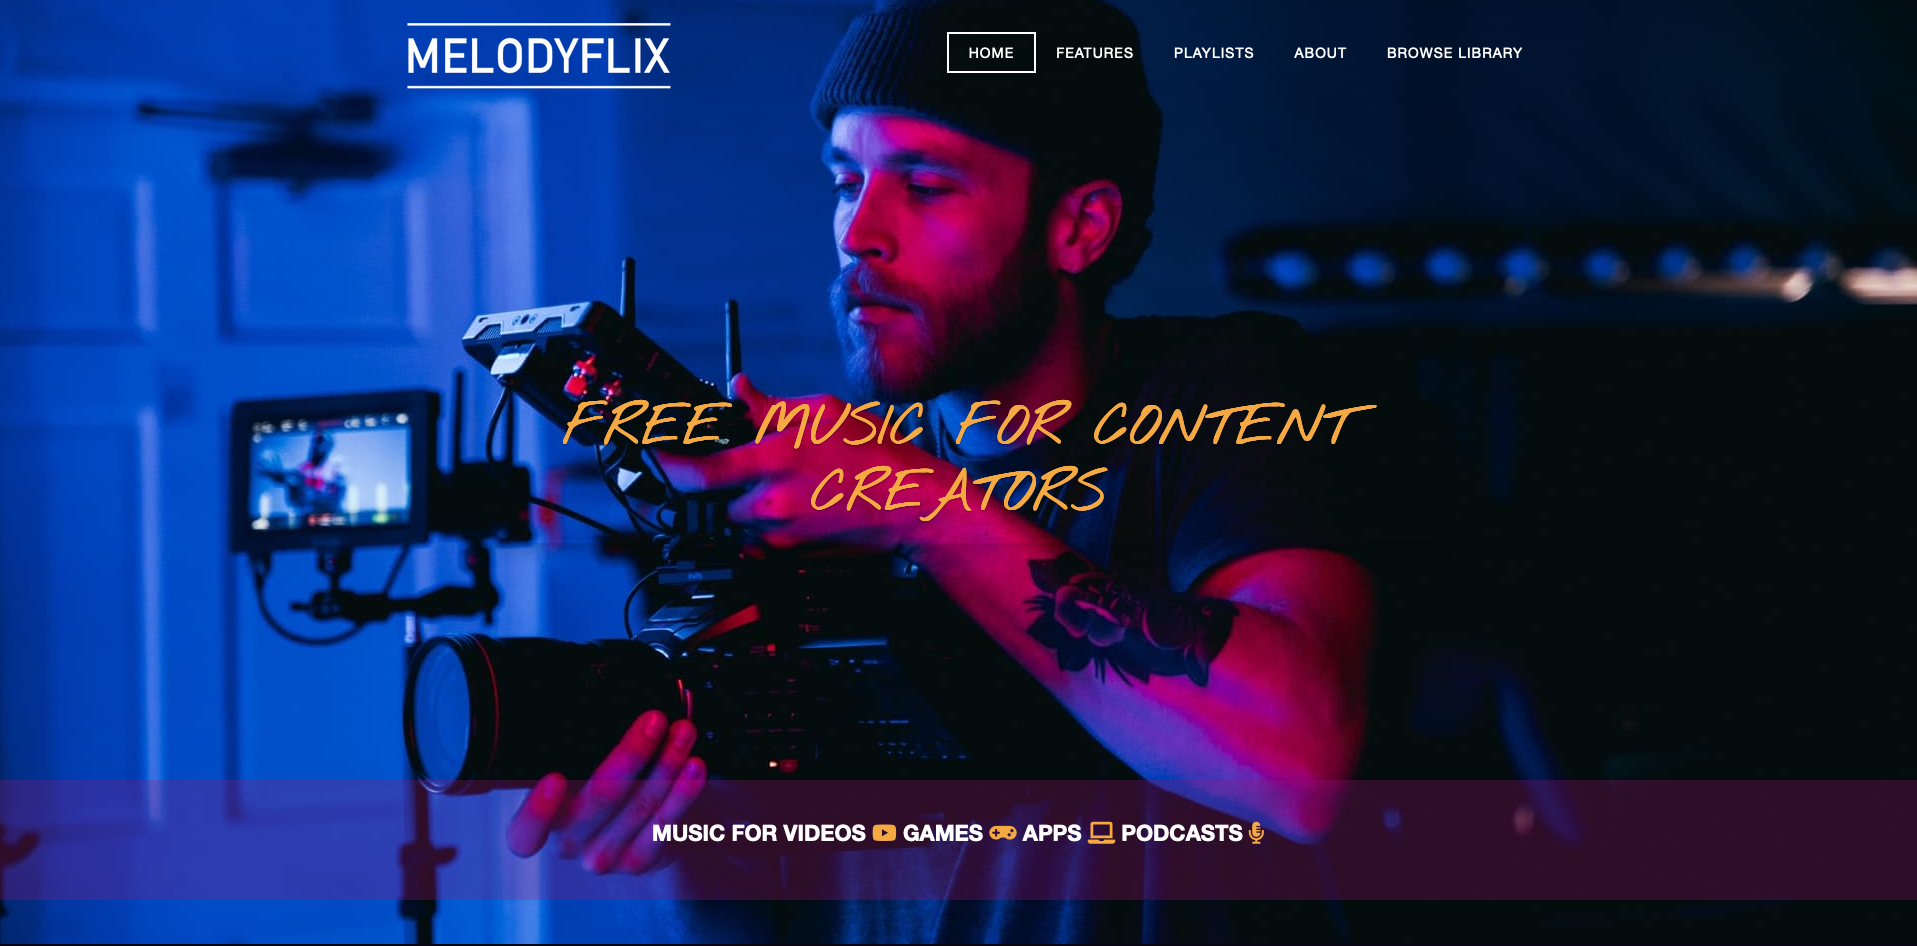 MELODYFLIX
HOME FEATURES PLAYLISTS ABOUT BROWSE LIBRARY
FREE MUSIC FOR CONTENT
CREATORS
MUSIC FOR VIDEOS GAMES APPS PODCASTS